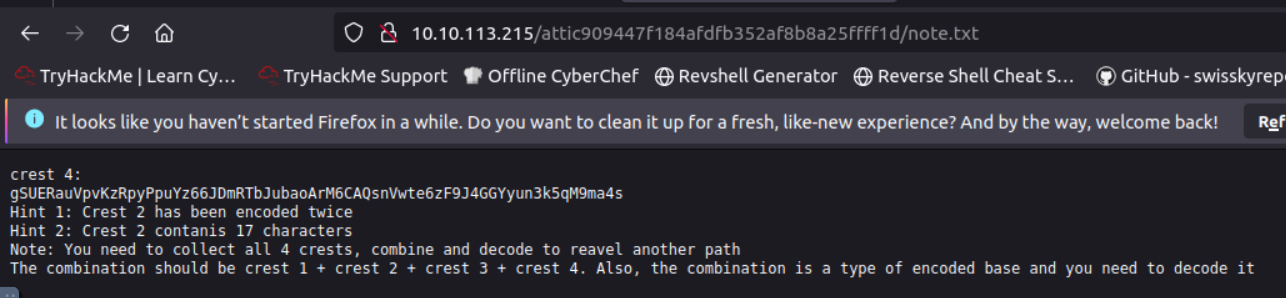 10.10.113.215/attic909447f184afdfb352af8b8a25ffff1d/note.txt
TryHackMe | Learn Cy... TryHackMe Support Offline CyberChef Revshell Generator Reverse Shell Cheat S... GitHub - swisskyrepo
It looks like you haven't started Firefox in a while. Do you want to clean it up for a fresh, like-new experience? And by the way, welcome back! Ref
crest 4:
gSUERauVpvKzRpyPpuYz66JDmRTbJubaoArM6CAQsnVwte6zF9J4GGYyun3k5qM9ma4s
Hint 1: Crest 2 has been encoded twice
Hint 2: Crest 2 contanis 17 characters
Note: You need to collect all 4 crests, combine and decode to reavel another path
The combination should be crest 1 + crest 2 + crest 3 + crest 4. Also, the combination is a type of encoded base and you need to decode it